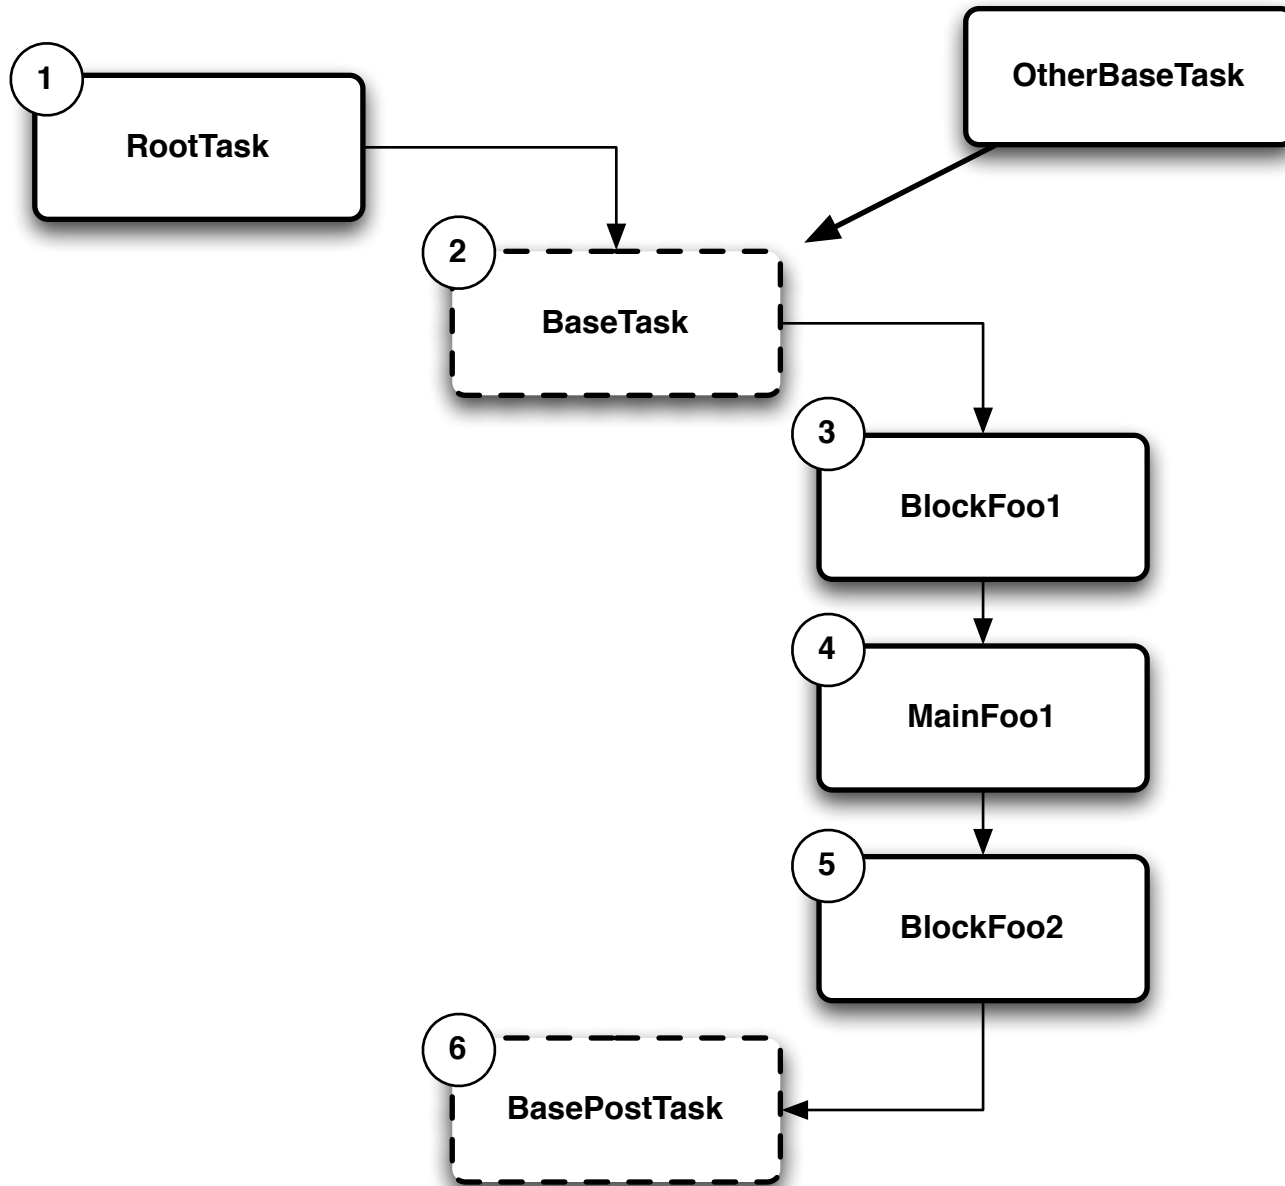 1
RootTask
OtherBaseTask
2
BaseTask
3
BlockFoo1
4
MainFoo1
5
BlockFoo2
6
BasePostTask